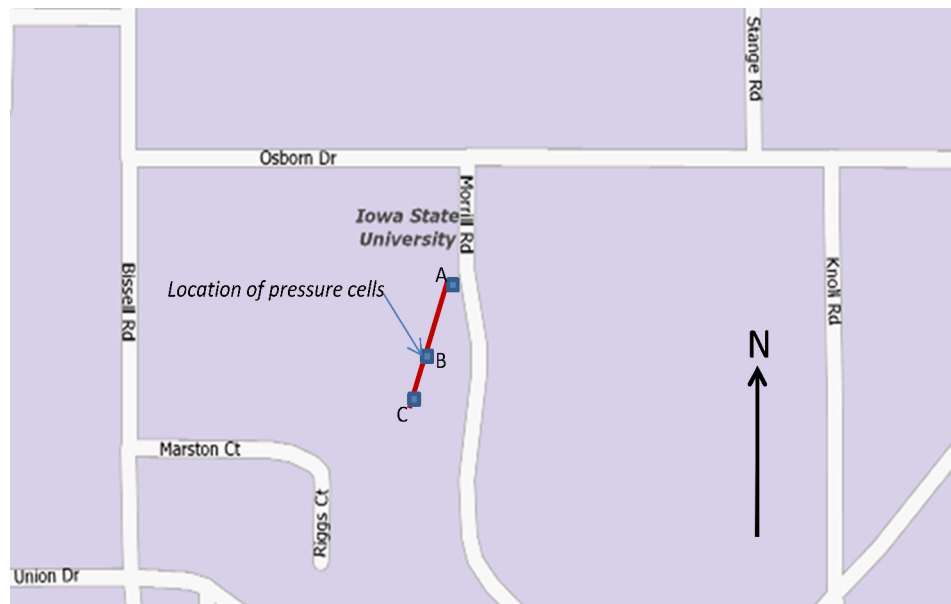 Stange Rd
Osborn Dr
Morrill Rd
Iowa State
University
A
Bissell Rd
Location of pressure cells
Knoll Rd
N
B
C
Marston Ct
Riggs Ct
Union Dr